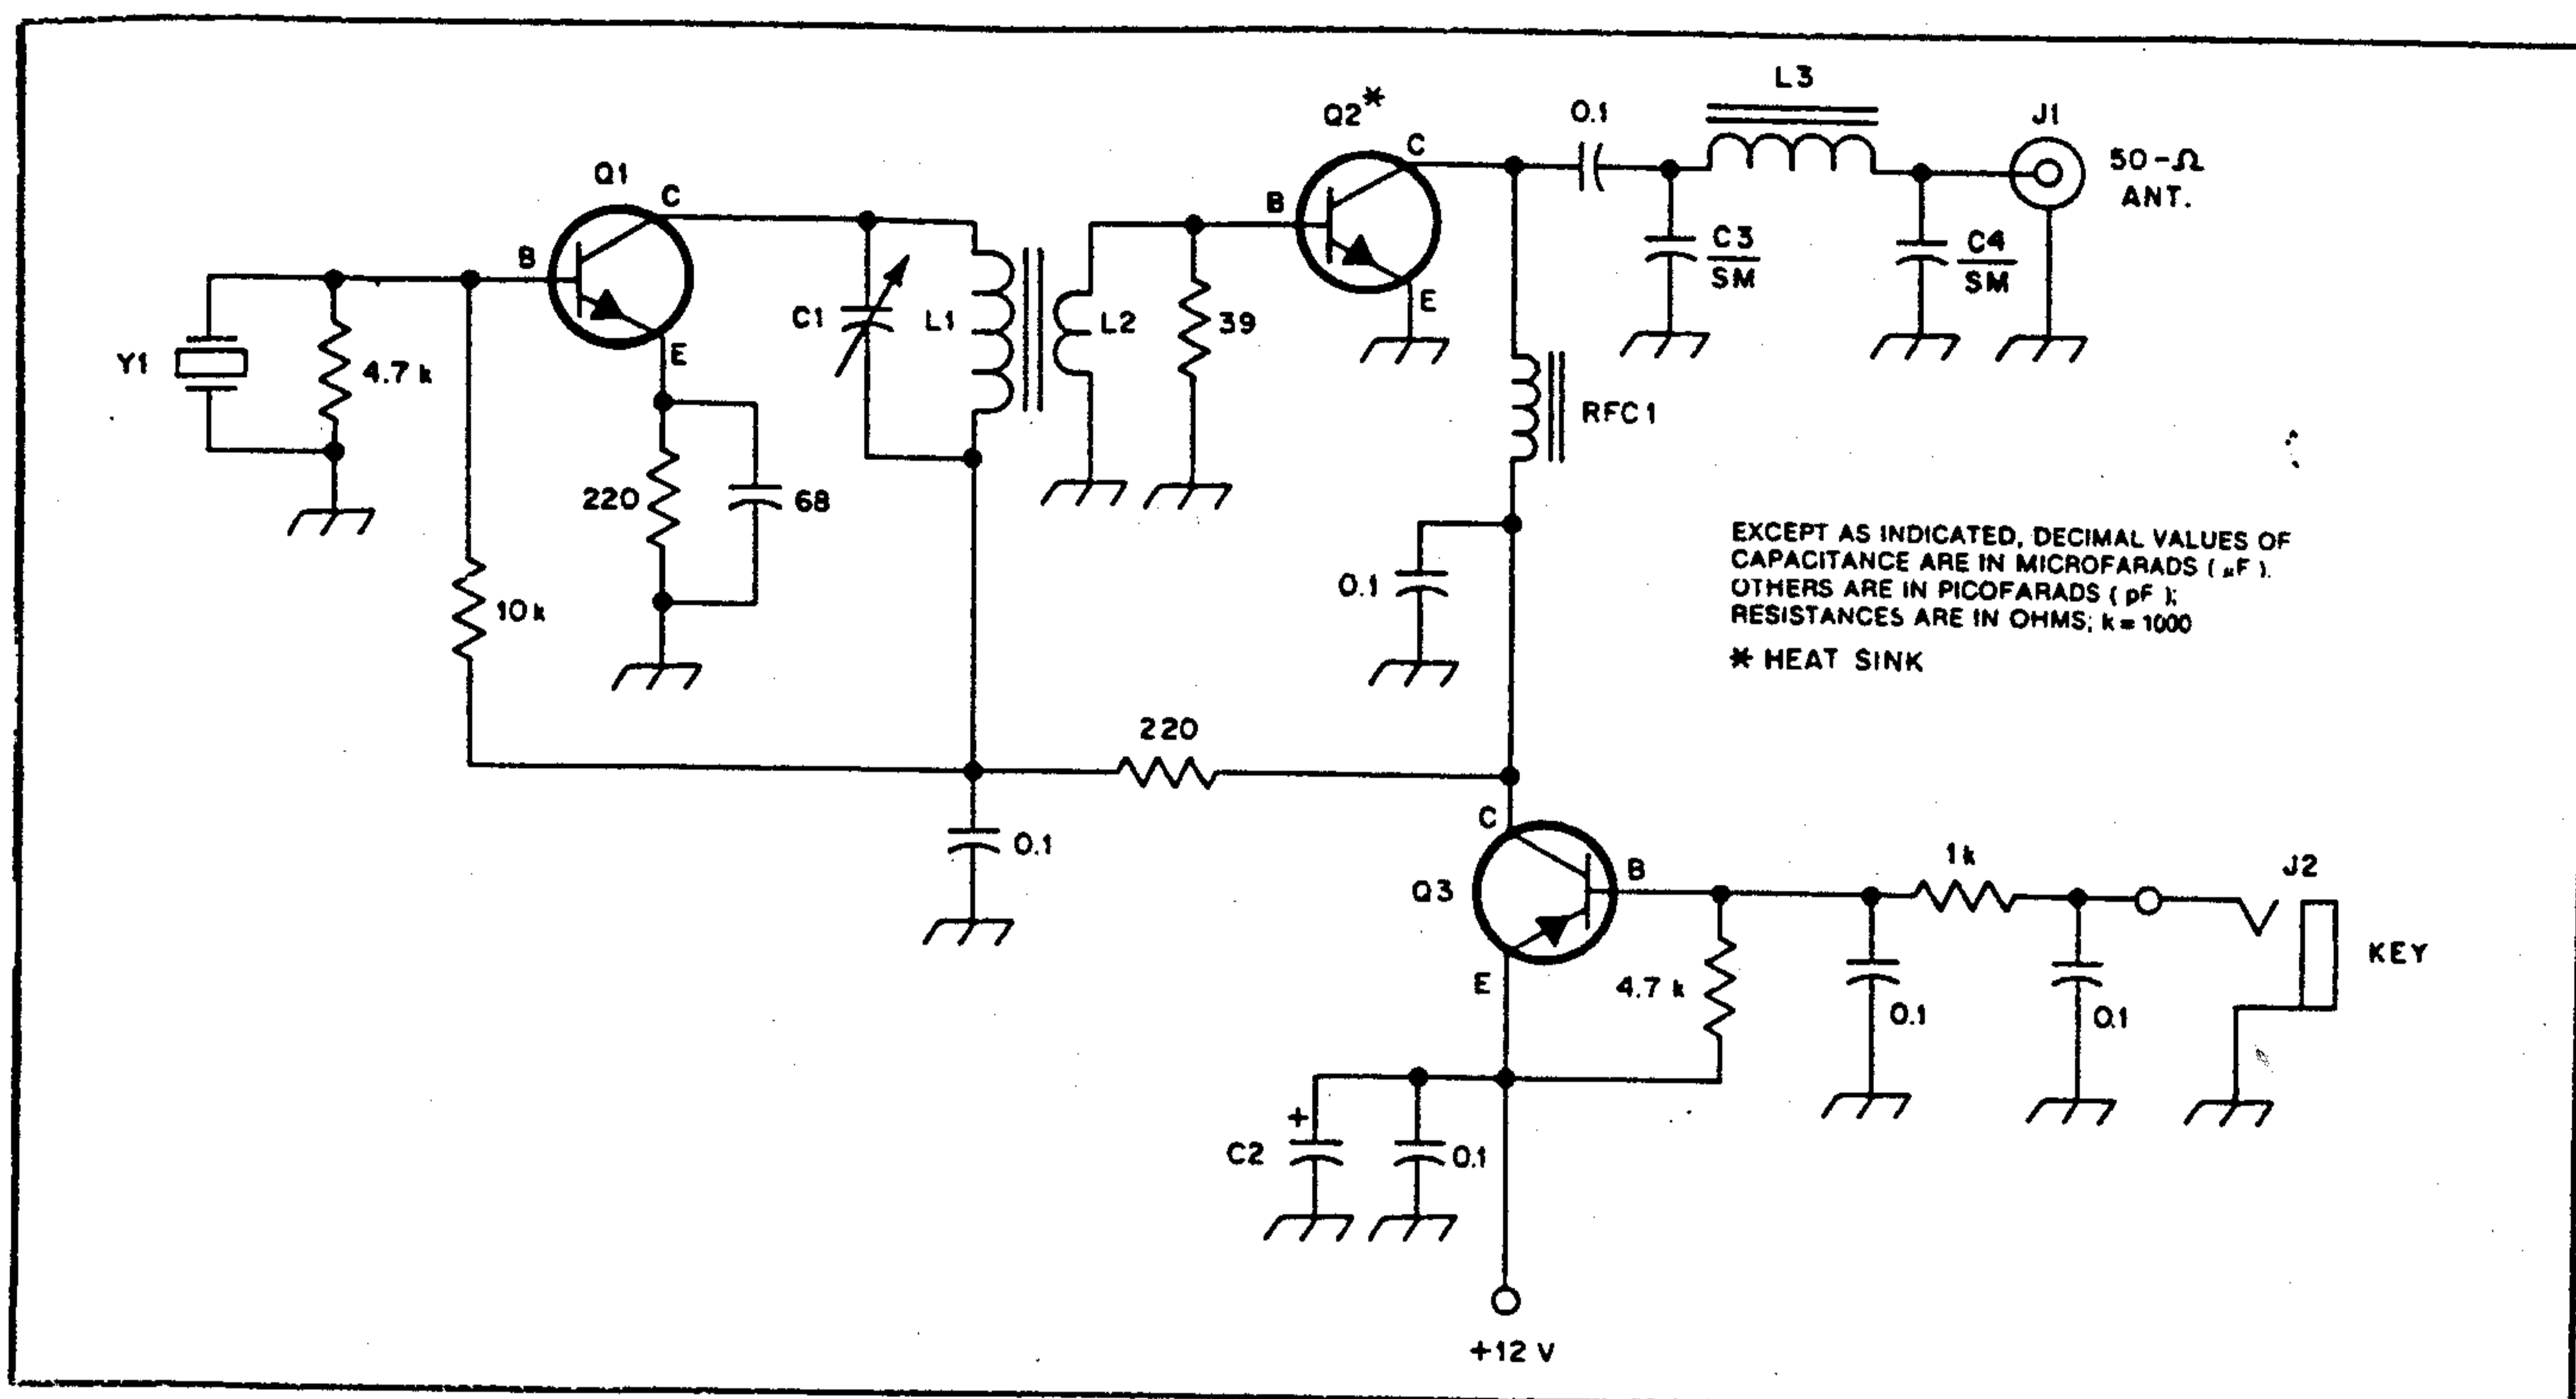 L3
Q2*
0.1
J1
50-Ω
ANT.
C
Q1
C
B
B
C3
SM
C4
SM
E
C1
L1
L2
39
Y1
4.7 k
E
RFC1
220
68
0.1
10k
EXCEPT AS INDICATED, DECIMAL VALUES OF
CAPACITANCE ARE IN MICROFARADS ( µF ).
OTHERS ARE IN PICOFARADS ( pF );
RESISTANCES ARE IN OHMS; k = 1000
* HEAT SINK
220
C
0.1
Q3
B
1k
J2
KEY
E
4.7 k
0.1
0.1
+
C2
0.1
+12 V